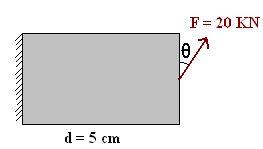 F = 20 KN
θ
d = 5 cm